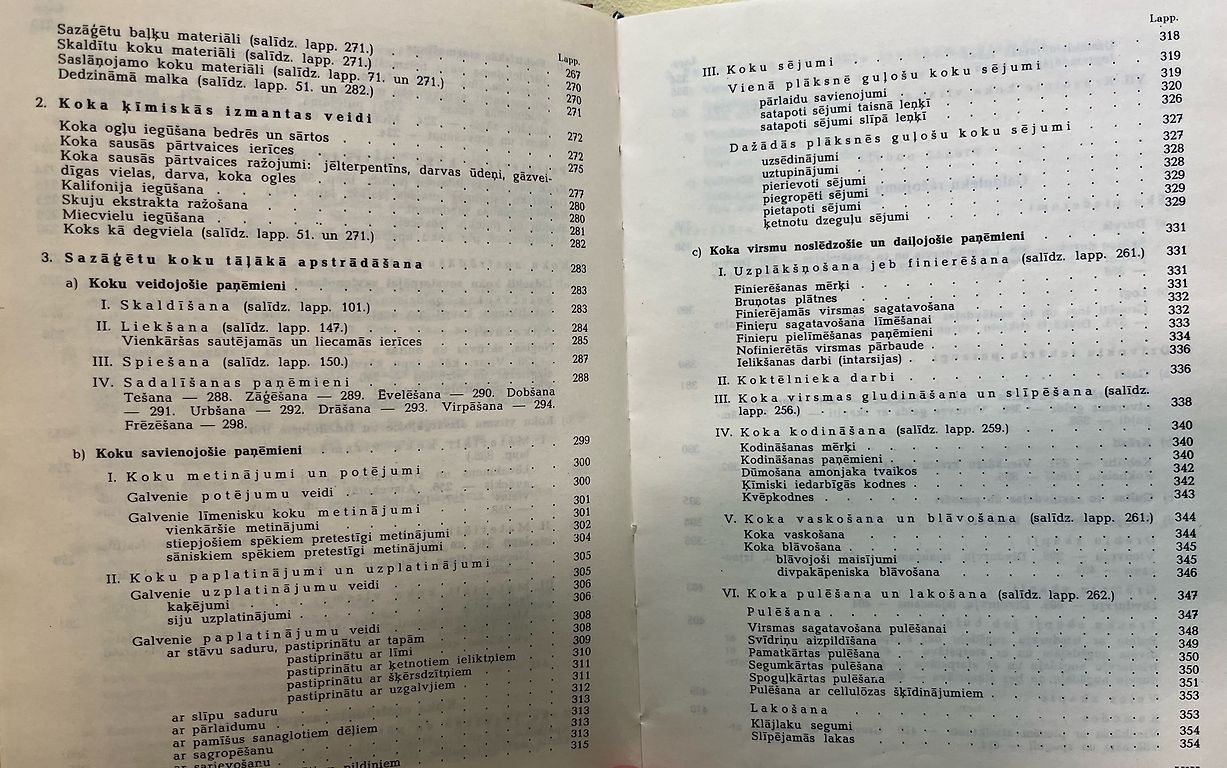 Lapp.
Sazāģētu baļķu materiāli (salīdz. lapp. 271.) 267
Skaldītu koku materiāli (salīdz. lapp. 271.) 270
Saslāņojamo koku materiāli (salīdz. lapp. 71. un 271.) 270
Dedzināmā malka (salīdz. lapp. 51. un 282.) 271
2. Koka ķīmiskās izmantas veidi 272
Koka ogļu iegūšana bedrēs un sārtos 272
Koka sausās pārtvaices ierīces 275
Koka sausās pārtvaices ražojumi: jēlterpentīns, darvas ūdeņi, gāzvei-
dīgas vielas, darva, koka ogles 277
Kalifonija iegūšana 280
Skuju ekstrakta ražošana 280
Miecvielu iegūšana 281
Koks kā degviela (salīdz. lapp. 51. un 271.) 282
3. Sazāģētu koku tāļākā apstrādāšana 283
a) Koku veidojošie paņēmieni 283
I. Skaldīšana (salīdz. lapp. 101.) 283
II. Liekšana (salīdz. lapp. 147.) 284
Vienkāršas sautējamās un liecamās ierīces 285
III. Spiešana (salīdz. lapp. 150.) 287
IV. Sadalīšanas paņēmieni 288
Tešana — 288. Zāģēšana — 289. Ēvelēšana — 290. Dobšana
— 291. Urbšana — 292. Drāšana — 293. Virpāšana — 294.
Frēzēšana — 298.
b) Koku savienojošie paņēmieni 299
I. Koku metinājumi un potējumi 300
Galvenie potējumu veidi 300
Galvenie līmenisku koku metinājumi 301
vienkāršie metinājumi 301
stiepjošiem spēkiem pretestīgi metinājumi 302
sāniskiem spēkiem pretestīgi metinājumi 304
II. Koku paplatinājumi un uzplatinājumi 305
Galvenie uzplatinājumu veidi 305
kaķējumi 306
siju uzplatinājumi 306
Galvenie paplatinājumu veidi 308
ar stāvu saduru, pastiprinātu ar tapām 308
pastiprinātu ar līmi 309
pastiprinātu ar ķetnotiem ieliktņiem 310
pastiprinātu ar šķērsdzītņiem 311
pastiprinātu ar uzgalvjiem 311
ar slīpu saduru 312
ar pārlaidumu 313
ar pamīšus sanaglotiem dēļiem 313
ar sagropēšanu 313
ar sarievošanu 315
Lapp.
III. Koku sējumi 318
Vienā plāksnē guļošu koku sējumi 319
pārlaidu savienojumi 319
satapoti sējumi taisnā leņķī 320
satapoti sējumi slīpā leņķī 326
Dažādās plāksnēs guļošu koku sējumi 327
uzsēdinājumi 327
uztupinājumi 328
pierievoti sējumi 328
piegropēti sējumi 329
pietapoti sējumi 329
ķetnotu dzeguļu sējumi 329
c) Koka virsmu noslēdzošie un daiļojošie paņēmieni 331
I. Uzplākšņošana jeb finierēšana (salīdz. lapp. 261.) 331
Finierēšanas mērķi 331
Bruņotas plātnes 331
Finierējamās virsmas sagatavošana 332
Finieŗu sagatavošana līmēšanai 332
Finieŗu pielīmēšanas paņēmieni 333
Nofinierētās virsmas pārbaude 334
Ielikšanas darbi (intarsijas) 336
II. Koktēlnieka darbi 336
III. Koka virsmas gludināšana un slīpēšana (salīdz.
lapp. 256.) 338
IV. Koka kodināšana (salīdz. lapp. 259.) 340
Kodināšanas mērķi 340
Kodināšanas paņēmieni 340
Dūmošana amonjaka tvaikos 342
Ķīmiski iedarbīgās kodnes 342
Kvēpkodnes 343
V. Koka vaskošana un blāvošana (salīdz. lapp. 261.) 344
Koka vaskošana 344
Koka blāvošana 345
blāvojoši maisījumi 345
divpakāpeniska blāvošana 346
VI. Koka pulēšana un lakošana (salīdz. lapp. 262.) 347
Pulēšana 347
Virsmas sagatavošana pulēšanai 348
Svīdriņu aizpildīšana 349
Pamatkārtas pulēšana 350
Segumkārtas pulēšana 350
Spoguļkārtas pulēšana 351
Pulēšana ar cellulōzas šķīdinājumiem 353
Lakošana 353
Klājlaku segumi 354
Slīpējamās lakas 354